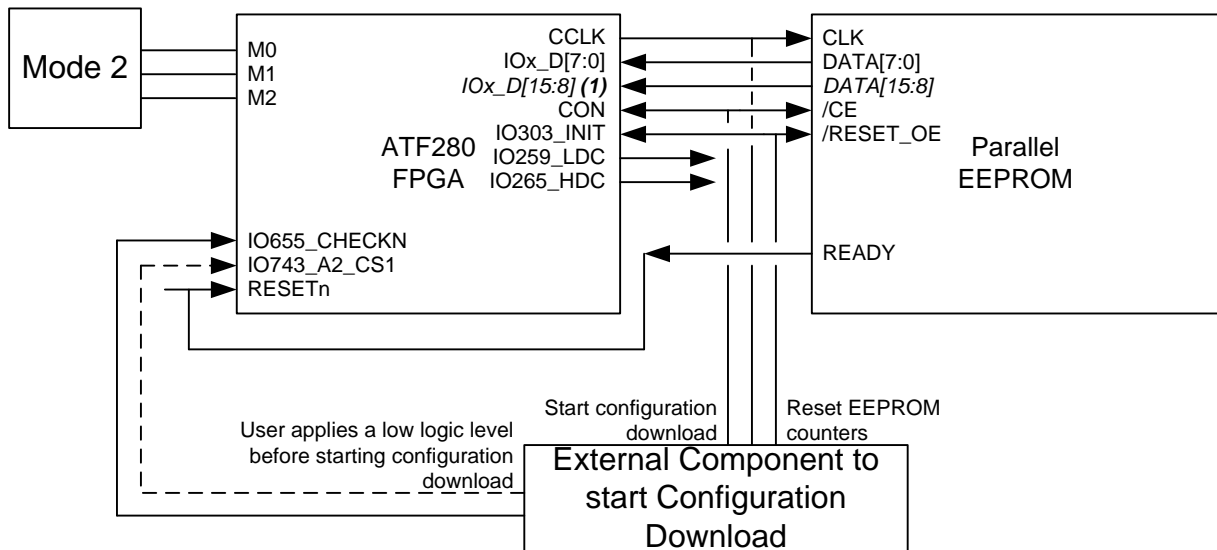 Mode 2
M0
M1
M2
CCLK
IOx_D[7:0]
IOx_D[15:8] (1)
CON
IO303_INIT
IO259_LDC
IO265_HDC
ATF280
FPGA
IO655_CHECKN
IO743_A2_CS1
RESETn
CLK
DATA[7:0]
DATA[15:8]
/CE
/RESET_OE
READY
Parallel
EEPROM
User applies a low logic level
before starting configuration
download
Start configuration
download
Reset EEPROM
counters
External Component to
start Configuration
Download